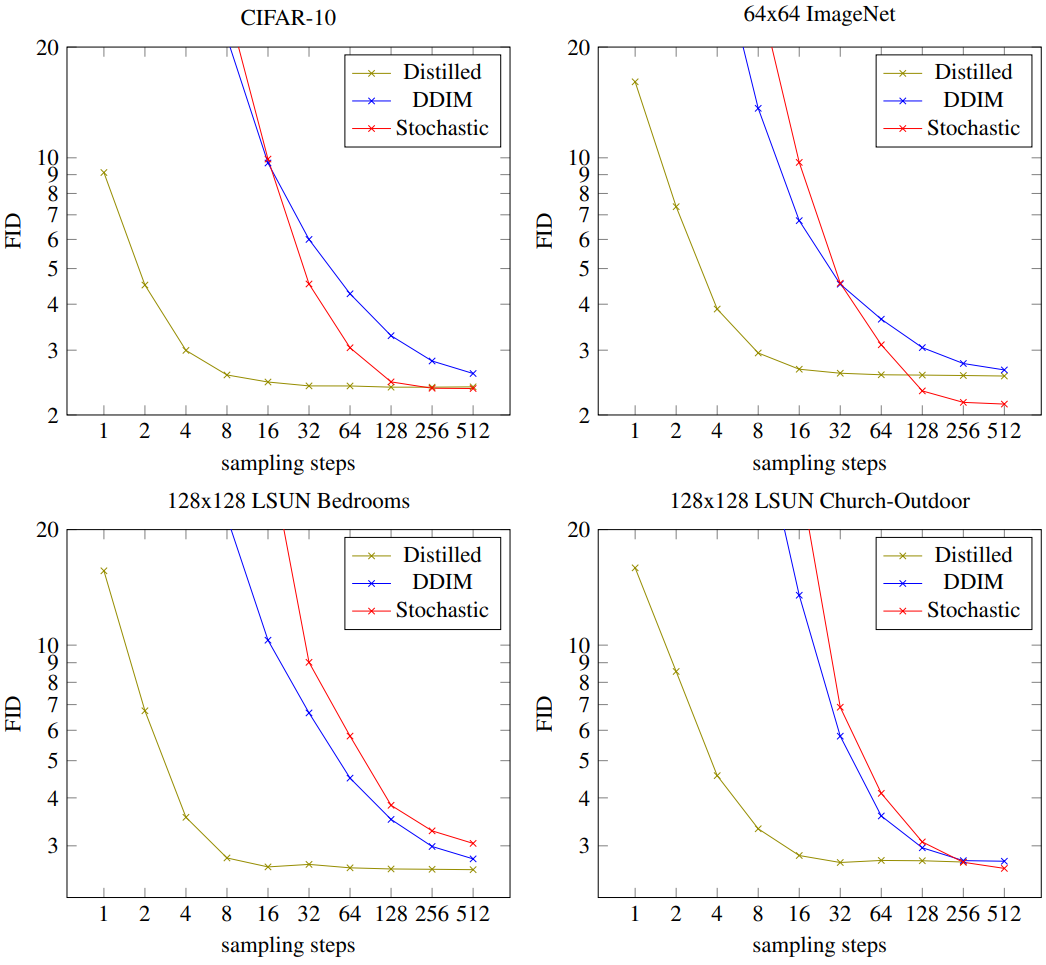 CIFAR-10
20
10
9
8
7
6
5
4
3
2
FID
Distilled
DDIM
Stochastic
1 2 4 8 16 32 64 128 256 512
sampling steps
64x64 ImageNet
20
10
9
8
7
6
5
4
3
2
FID
Distilled
DDIM
Stochastic
1 2 4 8 16 32 64 128 256 512
sampling steps
128x128 LSUN Bedrooms
20
10
9
8
7
6
5
4
3
FID
Distilled
DDIM
Stochastic
1 2 4 8 16 32 64 128 256 512
sampling steps
128x128 LSUN Church-Outdoor
20
10
9
8
7
6
5
4
3
FID
Distilled
DDIM
Stochastic
1 2 4 8 16 32 64 128 256 512
sampling steps